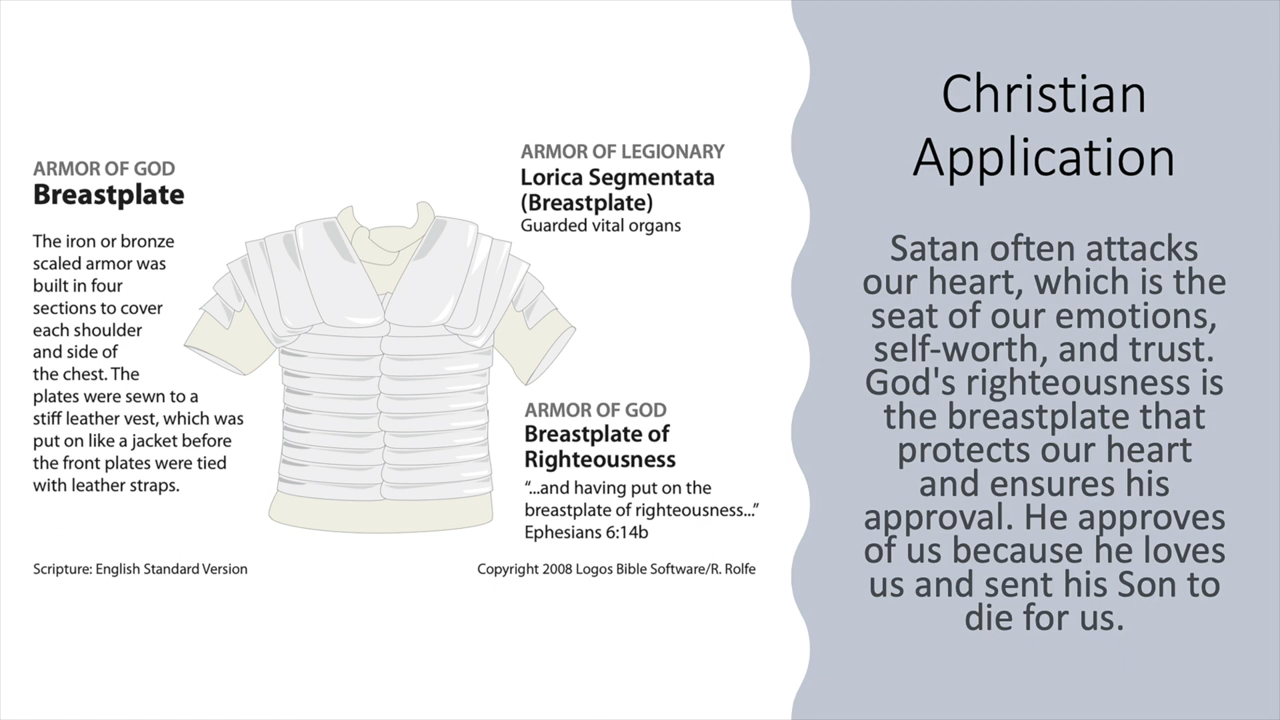 ARMOR OF GOD
Breastplate
The iron or bronze
scaled armor was
built in four
sections to cover
each shoulder
and side of
the chest. The
plates were sewn to a
stiff leather vest, which was
put on like a jacket before
the front plates were tied
with leather straps.
Scripture: English Standard Version
ARMOR OF LEGIONARY
Lorica Segmentata
(Breastplate)
Guarded vital organs
ARMOR OF GOD
Breastplate of
Righteousness
“...and having put on the
breastplate of righteousness...”
Ephesians 6:14b
Copyright 2008 Logos Bible Software/R. Rolfe
Christian
Application
Satan often attacks
our heart, which is the
seat of our emotions,
self-worth, and trust.
God's righteousness is
the breastplate that
protects our heart
and ensures his
approval. He approves
of us because he loves
us and sent his Son to
die for us.